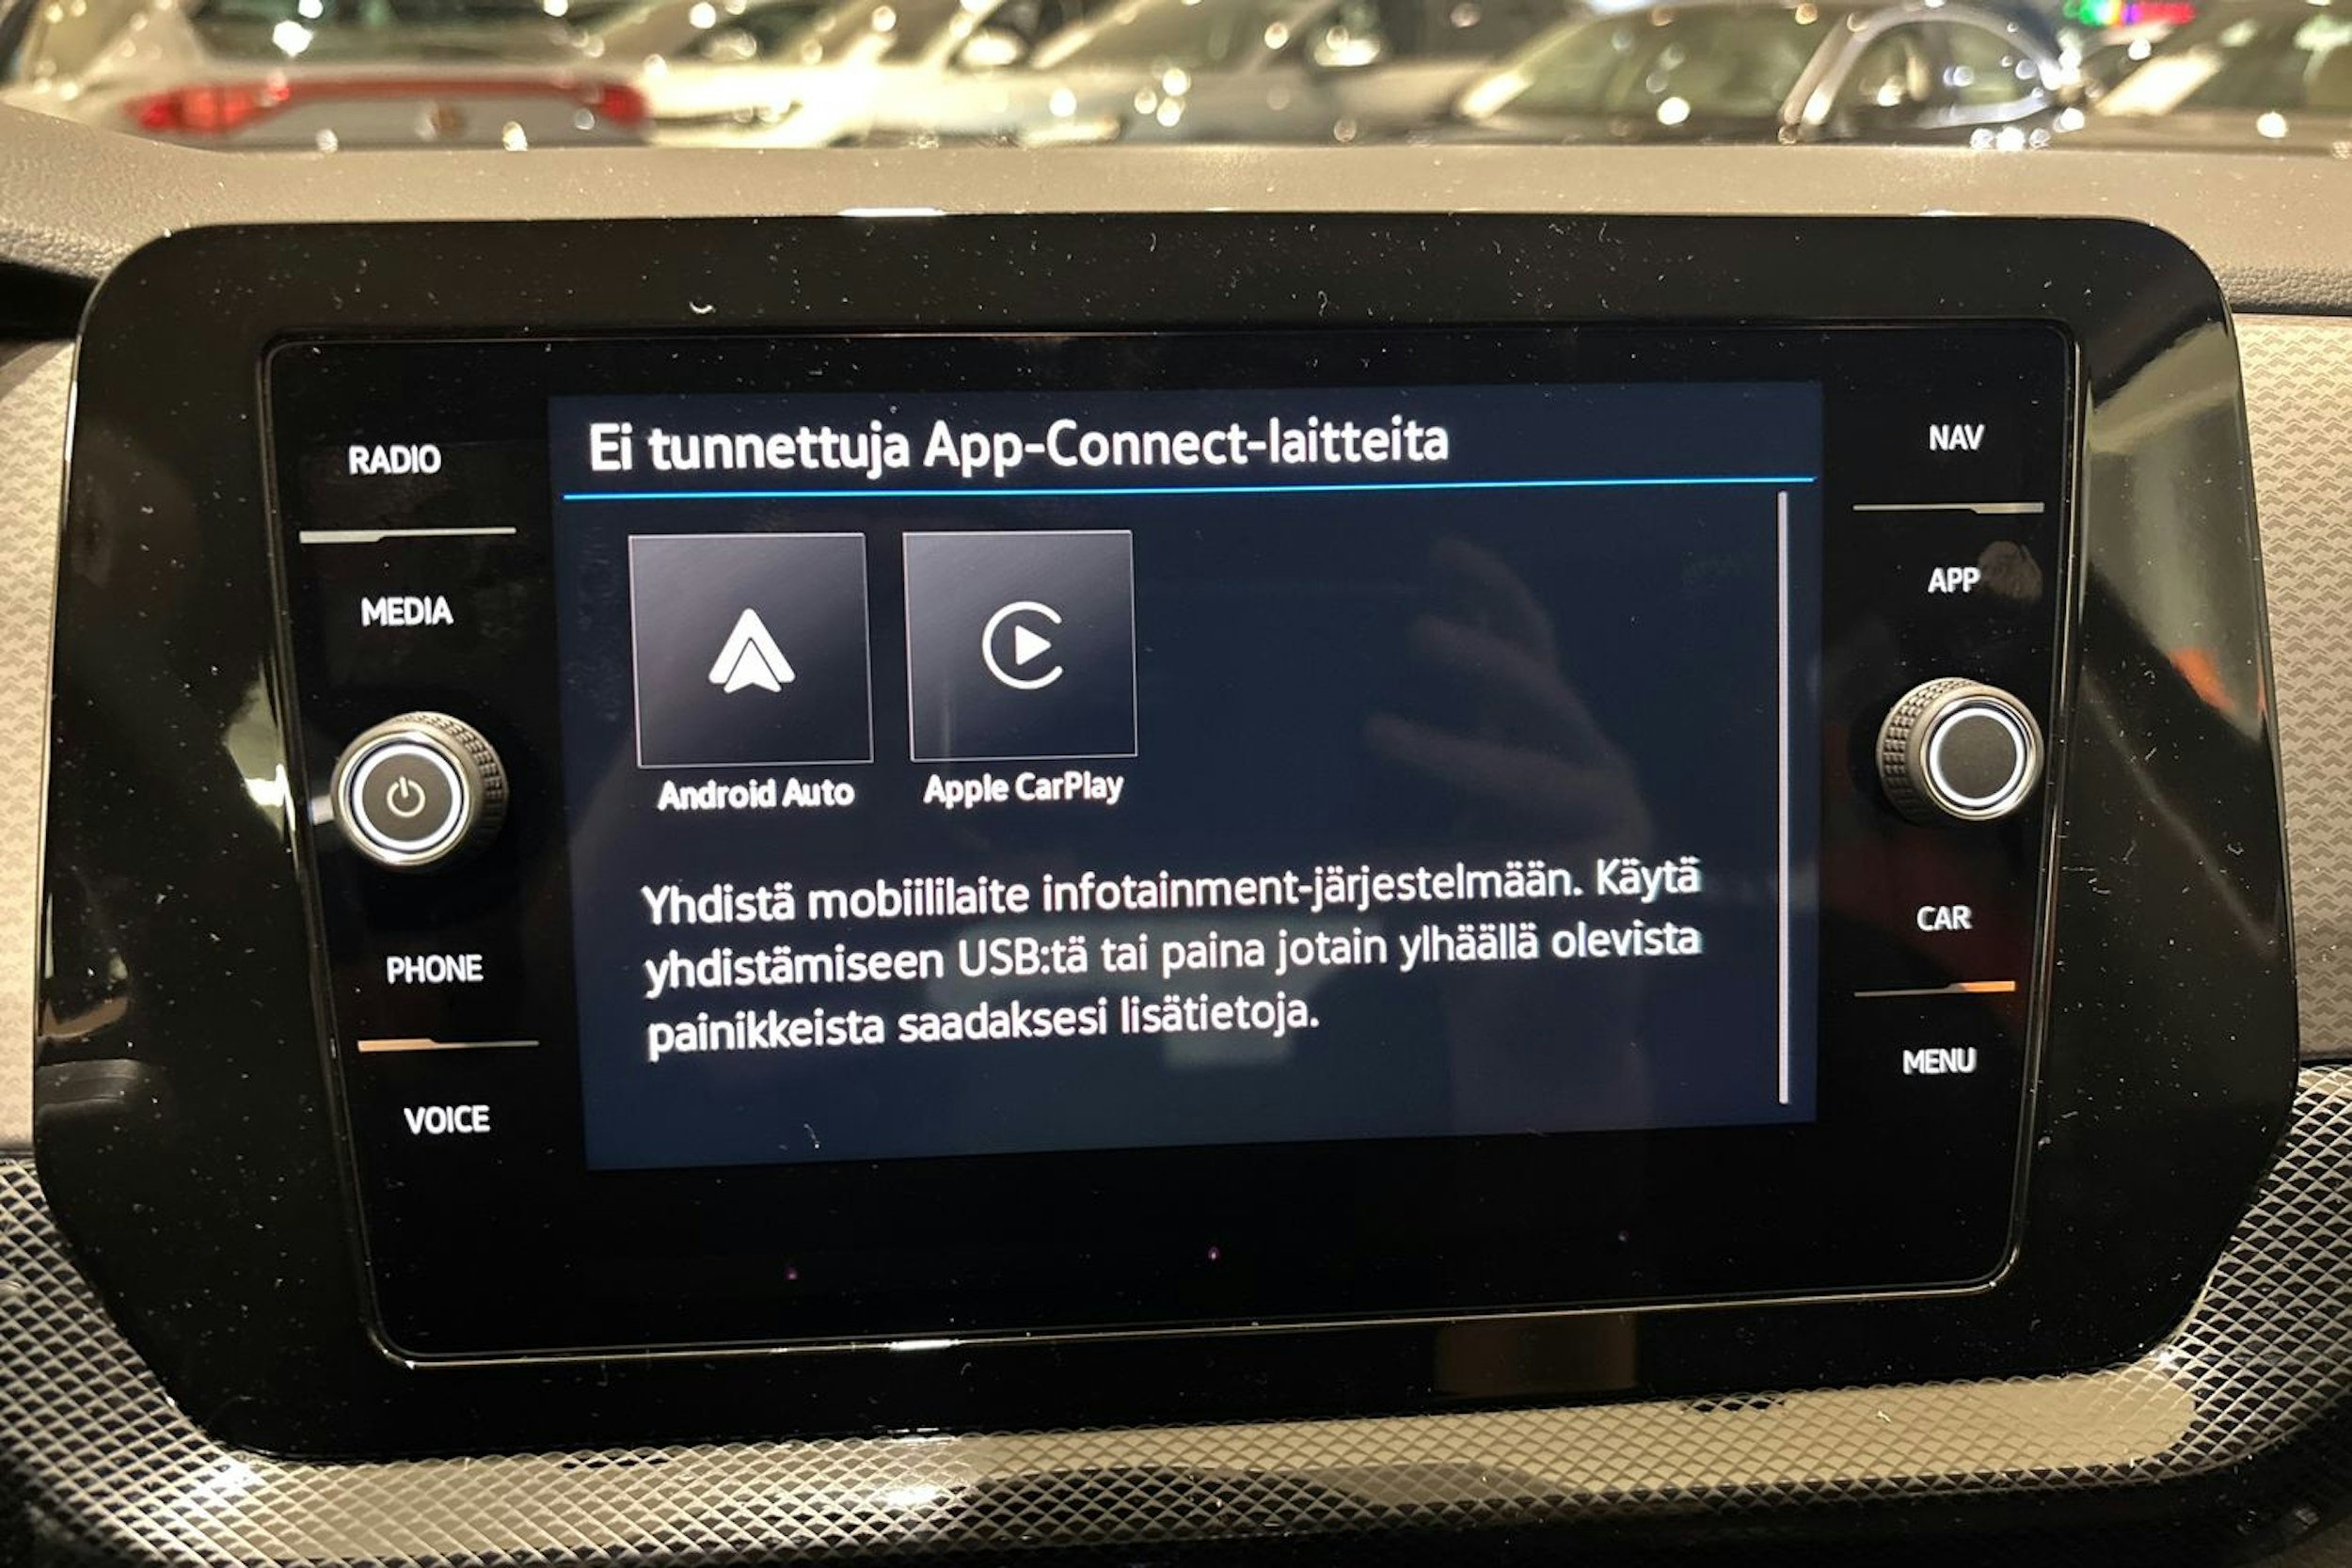 Ei tunnettuja App-Connect-laitteita
RADIO
MEDIA
PHONE
VOICE
Android Auto
Apple CarPlay
Yhdistä mobiililaite infotainment-järjestelmään. Käytä
yhdistämiseen USB:tä tai paina jotain ylhäällä olevista
painikkeista saadaksesi lisätietoja.
NAV
APP
CAR
MENU